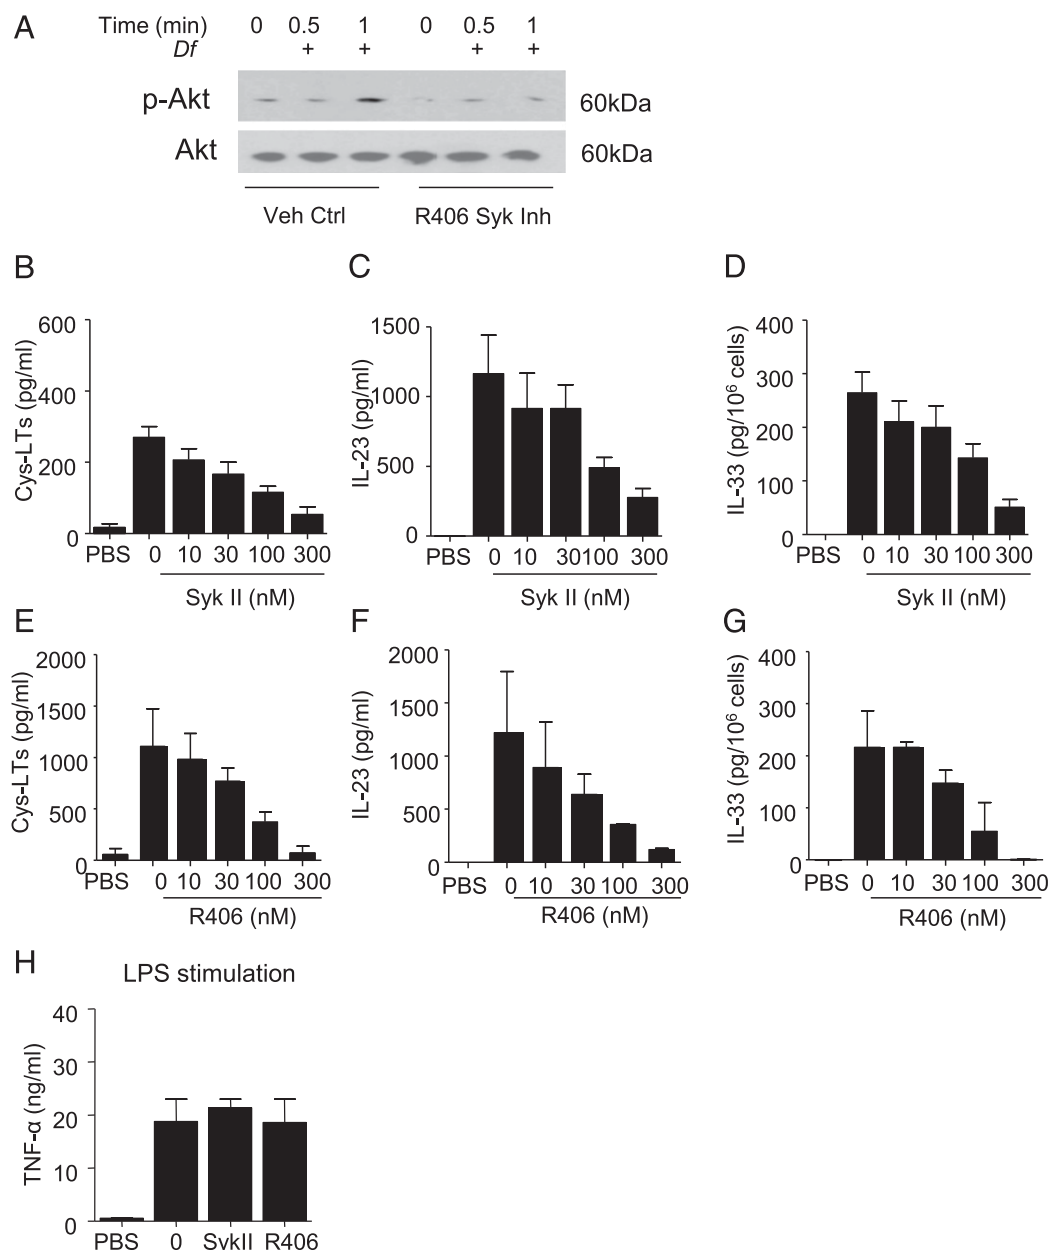 A
Time (min) 0 0.5 1 0 0.5 1
Df + + + +
p-Akt 60kDa
Akt 60kDa
Veh Ctrl R406 Syk Inh
B
Cys-LTs (pg/ml)
600
400
200
0
PBS 0 10 30 100 300
Syk II (nM)
C
IL-23 (pg/ml)
1500
1000
500
0
PBS 0 10 30 100 300
Syk II (nM)
D
IL-33 (pg/10⁶ cells)
400
300
200
100
0
PBS 0 10 30 100 300
Syk II (nM)
E
Cys-LTs (pg/ml)
2000
1500
1000
500
0
PBS 0 10 30 100 300
R406 (nM)
F
IL-23 (pg/ml)
2000
1500
1000
500
0
PBS 0 10 30 100 300
R406 (nM)
G
IL-33 (pg/10⁶ cells)
400
300
200
100
0
PBS 0 10 30 100 300
R406 (nM)
H
LPS stimulation
TNF-α (ng/ml)
40
30
20
10
0
PBS 0 SykII R406